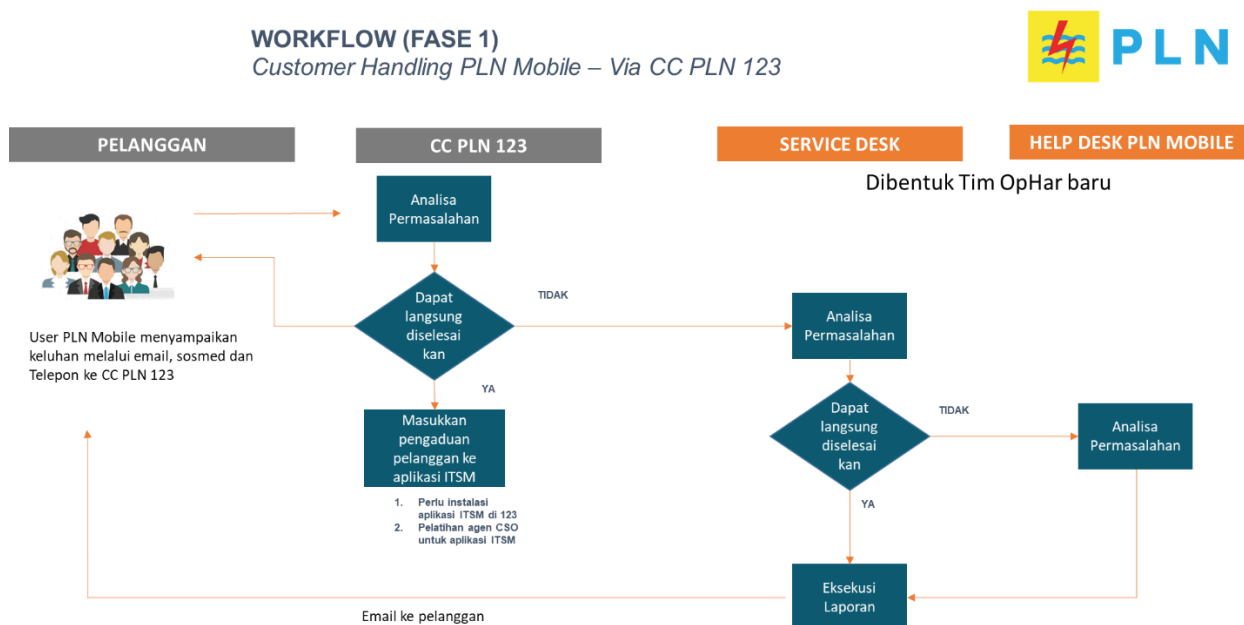 WORKFLOW (FASE 1)
Customer Handling PLN Mobile – Via CC PLN 123
PLN
PELANGGAN
CC PLN 123
SERVICE DESK
HELP DESK PLN MOBILE
Dibentuk Tim OpHar baru
Analisa
Permasalahan
Dapat
langsung
diselesai
kan
TIDAK
User PLN Mobile menyampaikan
keluhan melalui email, sosmed dan
Telepon ke CC PLN 123
YA
Masukkan
pengaduan
pelanggan ke
aplikasi ITSM
1. Perlu instalasi
aplikasi ITSM di 123
2. Pelatihan agen CSO
untuk aplikasi ITSM
Analisa
Permasalahan
Dapat
langsung
diselesai
kan
TIDAK
Analisa
Permasalahan
YA
Eksekusi
Laporan
Email ke pelanggan